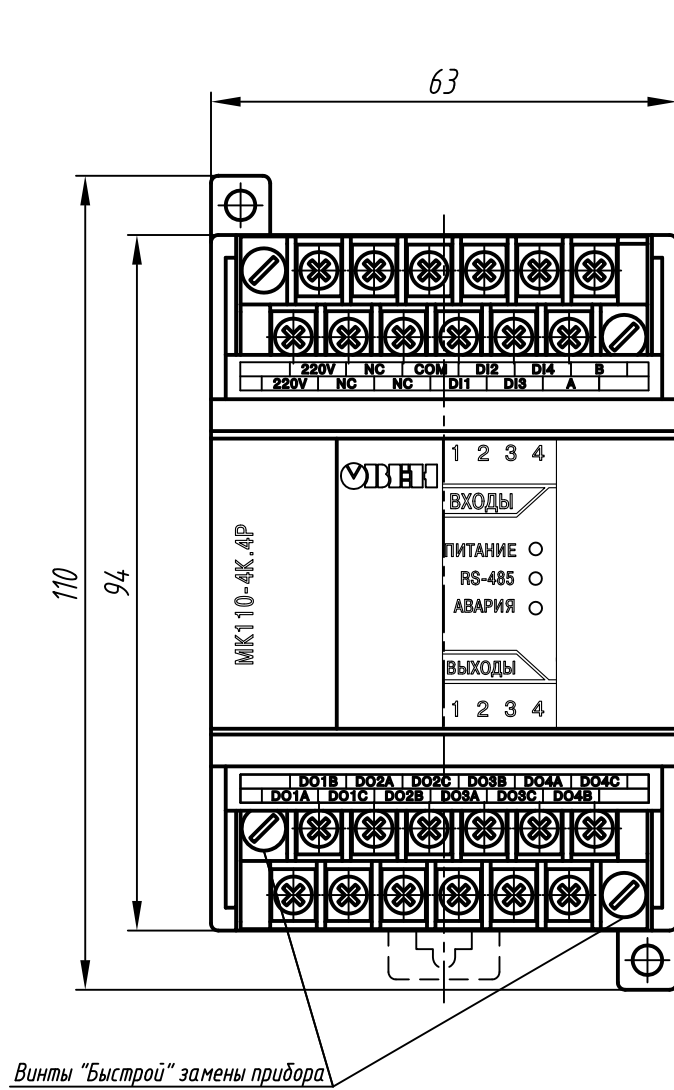 63
220V NC COM DI2 DI4 B
220V NC NC DI1 DI3 A
1 2 3 4
ОВЕН
ВХОДЫ
ПИТАНИЕ
RS-485
АВАРИЯ
МК110-4К.4Р
110
94
ВЫХОДЫ
1 2 3 4
DO1B DO2A DO2C DO3B DO4A DO4C
DO1A DO1C DO2B DO3A DO3C DO4B
Винты "Быстрой" замены прибора